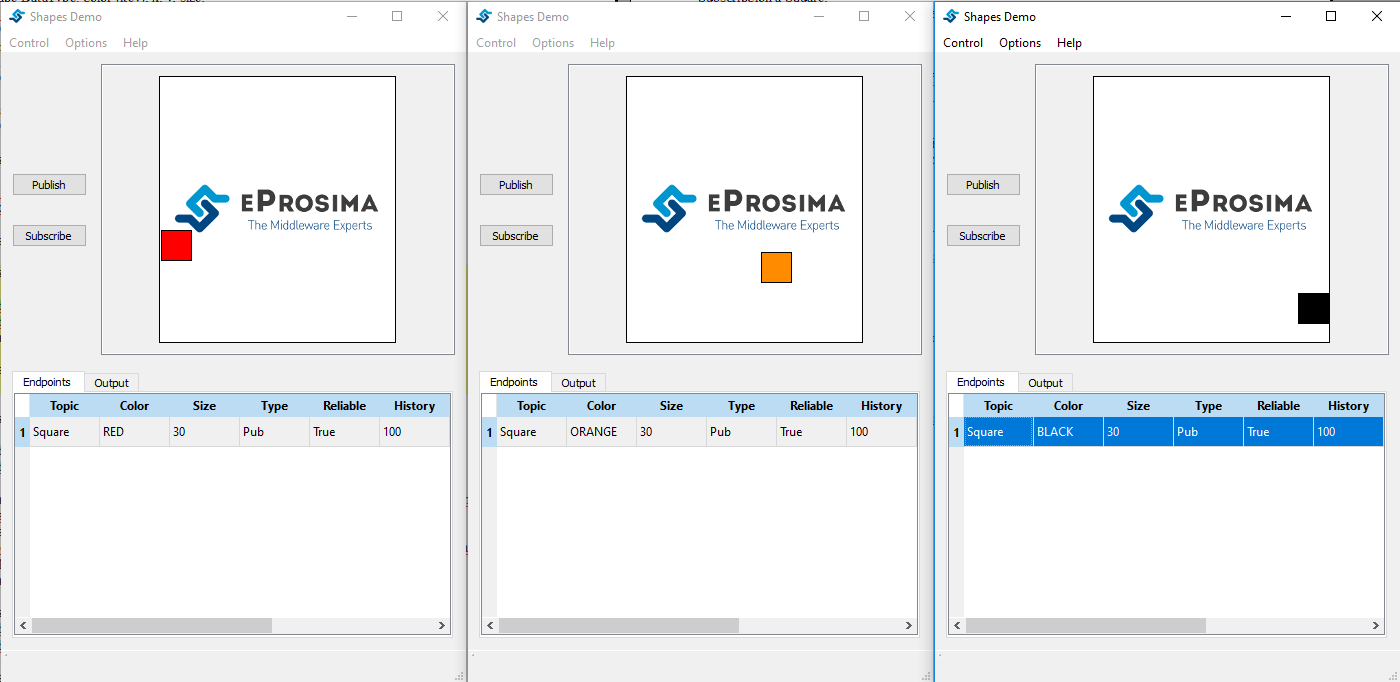 Shapes Demo
Control Options Help
Publish
Subscribe
EPROSIMA
The Middleware Experts
Endpoints Output
Topic Color Size Type Reliable History
1 Square RED 30 Pub True 100
Shapes Demo
Control Options Help
Publish
Subscribe
EPROSIMA
The Middleware Experts
Endpoints Output
Topic Color Size Type Reliable History
1 Square ORANGE 30 Pub True 100
Shapes Demo
Control Options Help
Publish
Subscribe
EPROSIMA
The Middleware Experts
Endpoints Output
Topic Color Size Type Reliable History
1 Square BLACK 30 Pub True 100